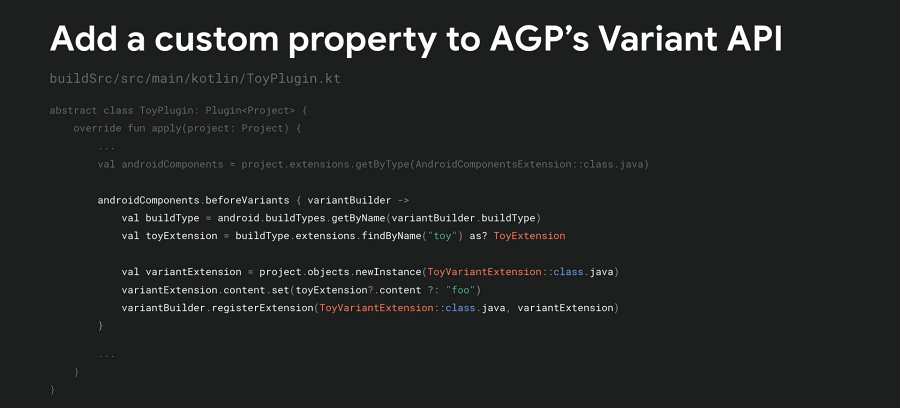 Add a custom property to AGP’s Variant API
buildSrc/src/main/kotlin/ToyPlugin.kt
abstract class ToyPlugin: Plugin<Project> {
override fun apply(project: Project) {
...
val androidComponents = project.extensions.getByType(AndroidComponentsExtension::class.java)
androidComponents.beforeVariants { variantBuilder ->
val buildType = android.buildTypes.getByName(variantBuilder.buildType)
val toyExtension = buildType.extensions.findByName("toy") as? ToyExtension
val variantExtension = project.objects.newInstance(ToyVariantExtension::class.java)
variantExtension.content.set(toyExtension?.content ?: "foo")
variantBuilder.registerExtension(ToyVariantExtension::class.java, variantExtension)
}
...
}
}